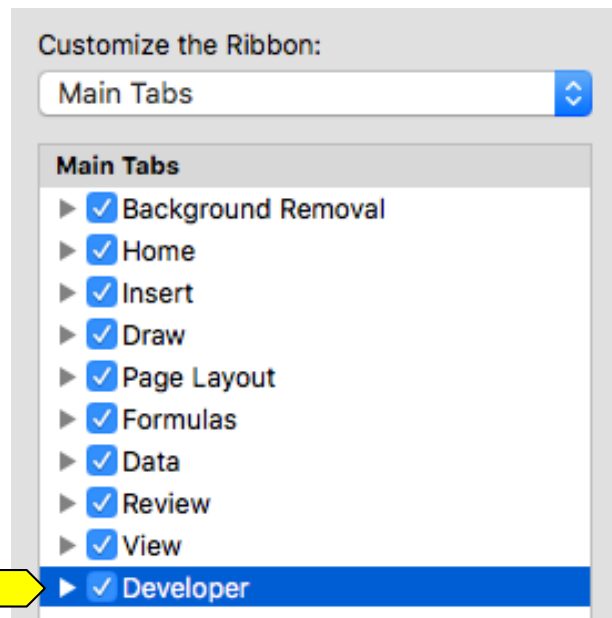 Customize the Ribbon:
Main Tabs
Main Tabs
Background Removal
Home
Insert
Draw
Page Layout
Formulas
Data
Review
View
Developer